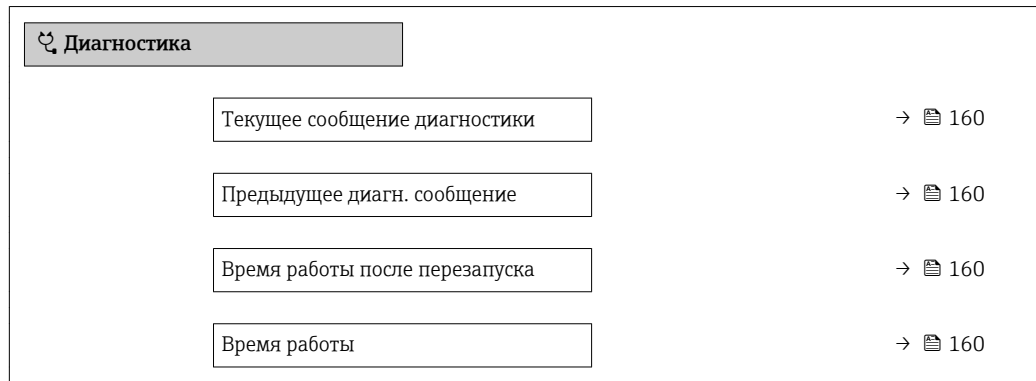 Диагностика
Текущее сообщение диагностики → 160
Предыдущее диагн. сообщение → 160
Время работы после перезапуска → 160
Время работы → 160